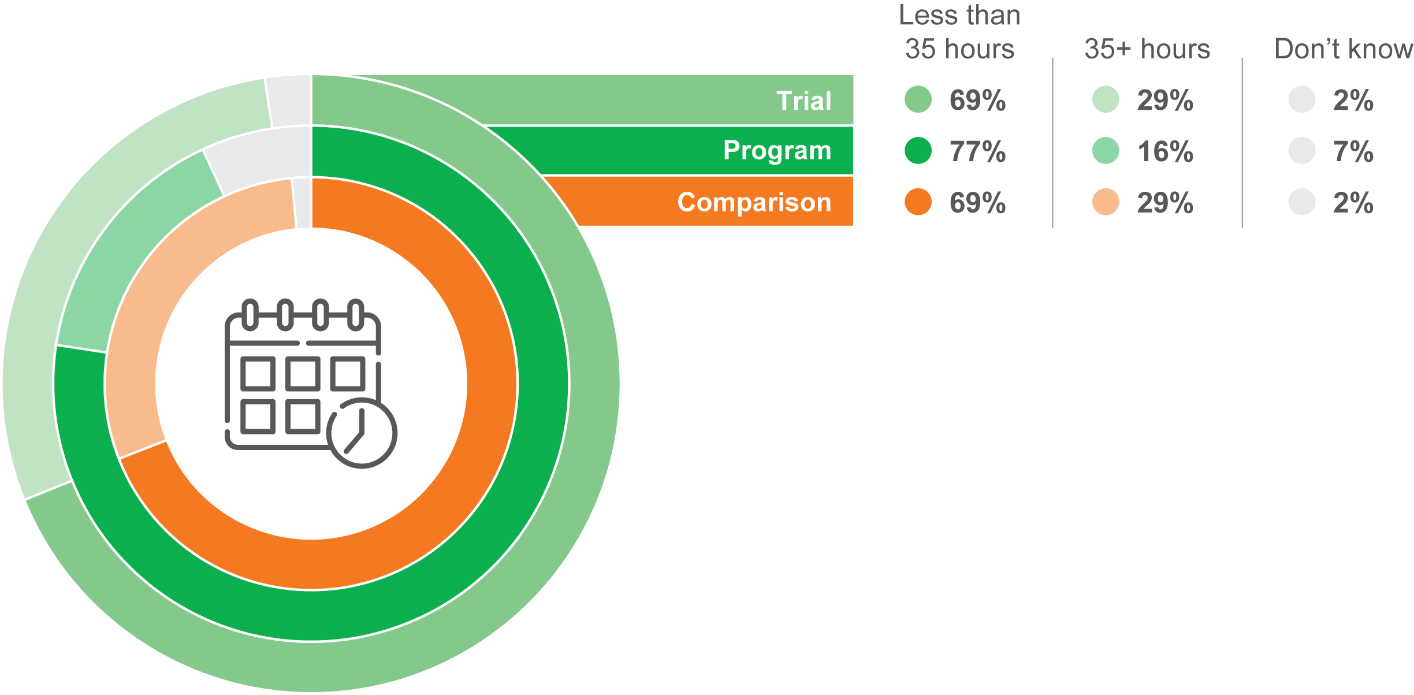 Less than
35 hours
35+ hours
Don’t know
Trial
69%
29%
2%
Program
77%
16%
7%
Comparison
69%
29%
2%